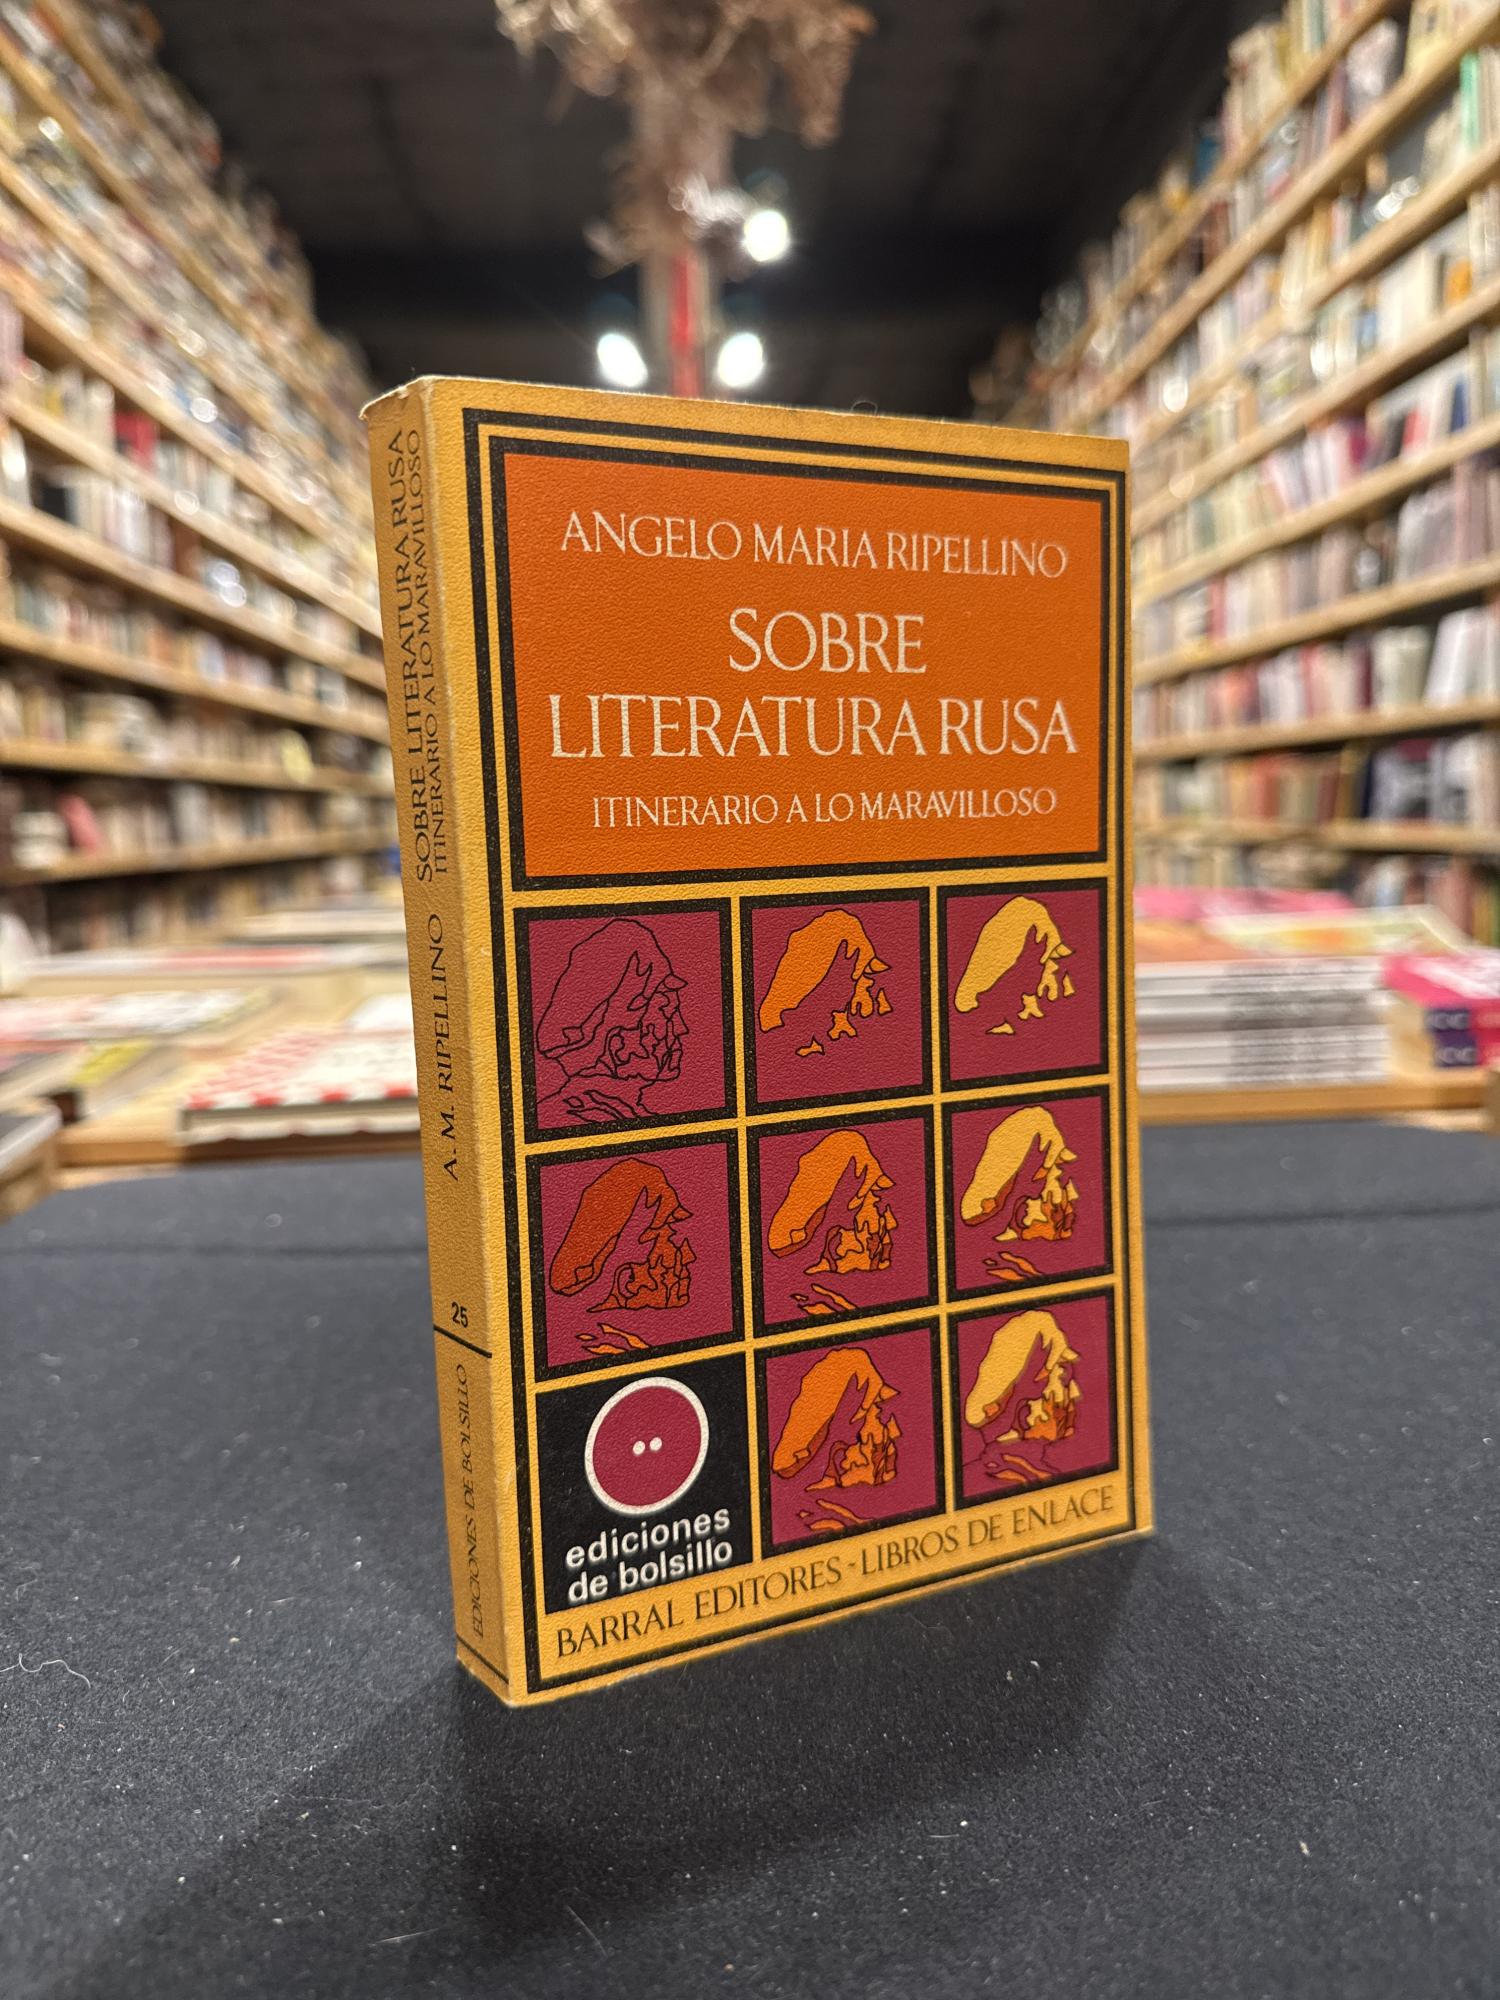 ANGELO MARIA RIPELLINO
SOBRE
LITERATURA RUSA
ITINERARIO A LO MARAVILLOSO
ediciones
de bolsillo
BARRAL EDITORES - LIBROS DE ENLACE
SOBRE LITERATURA RUSA
ITINERARIO A LO MARAVILLOSO
A. M. RIPELLINO
25
EDICIONES DE BOLSILLO